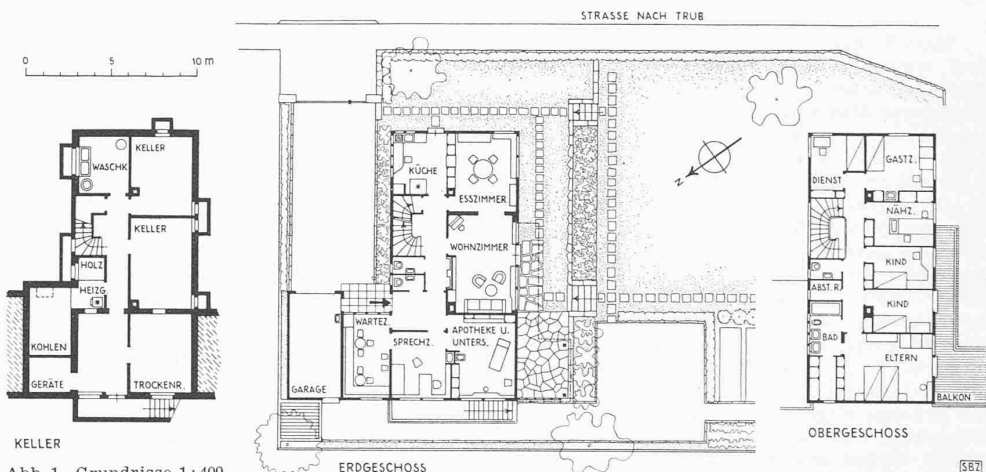 STRASSE NACH TRUB
0 5 10 m
WASCHK.
KELLER
KELLER
HOLZ
HEIZG.
KOHLEN
GERÄTE
TROCKENR.
KELLER
KÜCHE
ESSZIMMER
WOHNZIMMER
WARTEZ.
SPRECHZ.
APOTHEKE U.
UNTERS.
GARAGE
ERDGESCHOSS
N
DIENST
GASTZ.
NÄHZ.
KIND
ABST. R.
KIND
BAD
ELTERN
BALKON
OBERGESCHOSS
Abb. 1. Grundrisse 1:400
SBZ